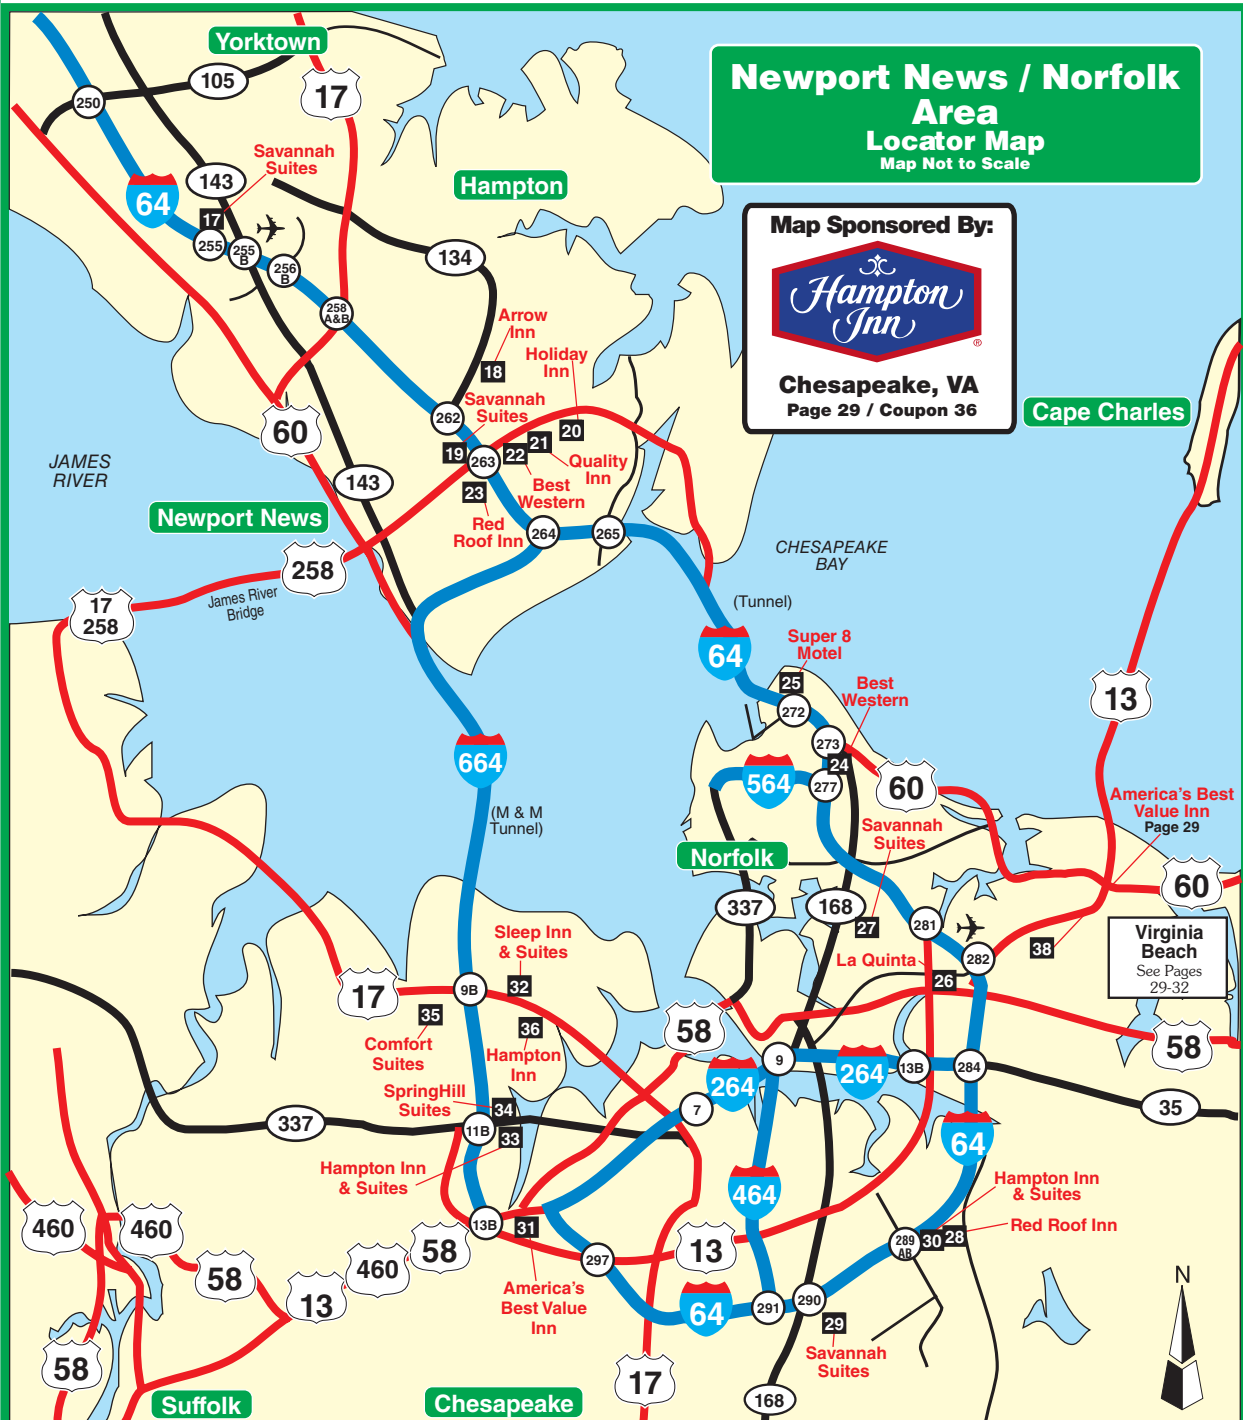 Yorktown
105
17
250
Newport News / Norfolk
Area
Locator Map
Map Not to Scale
Savannah
Suites
143
64
Hampton
17
255
255
B
256
B
134
258
A&B
Map Sponsored By:
Hampton
Inn
®
Chesapeake, VA
Page 29 / Coupon 36
Arrow
Inn
Holiday
Inn
18
Savannah
Suites
262
60
20
21
22
19
263
Quality
Inn
Best
Western
23
Red
Roof Inn
Cape Charles
JAMES
RIVER
143
Newport News
264
265
258
CHESAPEAKE
BAY
James River
Bridge
17
258
(Tunnel)
64
Super 8
Motel
25
Best
Western
272
13
273
24
664
564
277
60
(M & M
Tunnel)
America's Best
Value Inn
Page 29
Savannah
Suites
Norfolk
60
337
168
27
281
Sleep Inn
& Suites
38
Virginia
Beach
See Pages
29-32
282
La Quinta
26
17
9B
32
35
36
58
58
Comfort
Suites
Hampton
Inn
9
264
264
13B
284
SpringHill
Suites
34
7
35
337
11B
33
64
Hampton Inn
& Suites
464
Hampton Inn
& Suites
460
460
13B
31
58
Red Roof Inn
289
AB
30
28
13
297
58
460
13
America's
Best Value
Inn
64
291
290
29
N
Savannah
Suites
58
17
168
Suffolk
Chesapeake